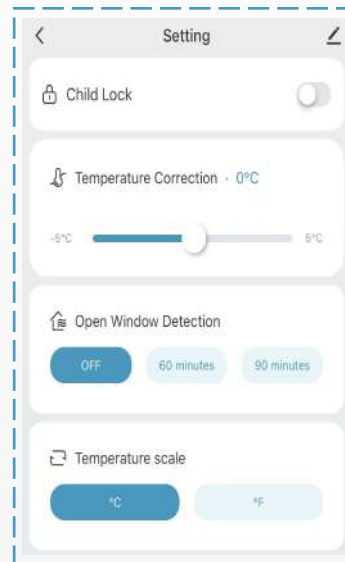 Setting
Child Lock
Temperature Correction · 0°C
-5°C 5°C
Open Window Detection
OFF 60 minutes 90 minutes
Temperature scale
°C °F